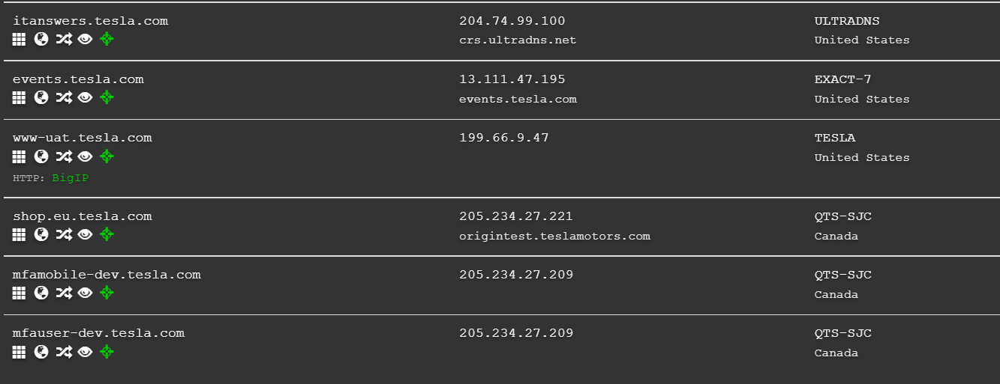 itanswers.tesla.com 204.74.99.100 ULTRADNS
crs.ultradns.net United States
events.tesla.com 13.111.47.195 EXACT-7
events.tesla.com United States
www-uat.tesla.com 199.66.9.47 TESLA
United States
HTTP: BigIP
shop.eu.tesla.com 205.234.27.221 QTS-SJC
origintest.teslamotors.com Canada
mfamobile-dev.tesla.com 205.234.27.209 QTS-SJC
Canada
mfauser-dev.tesla.com 205.234.27.209 QTS-SJC
Canada